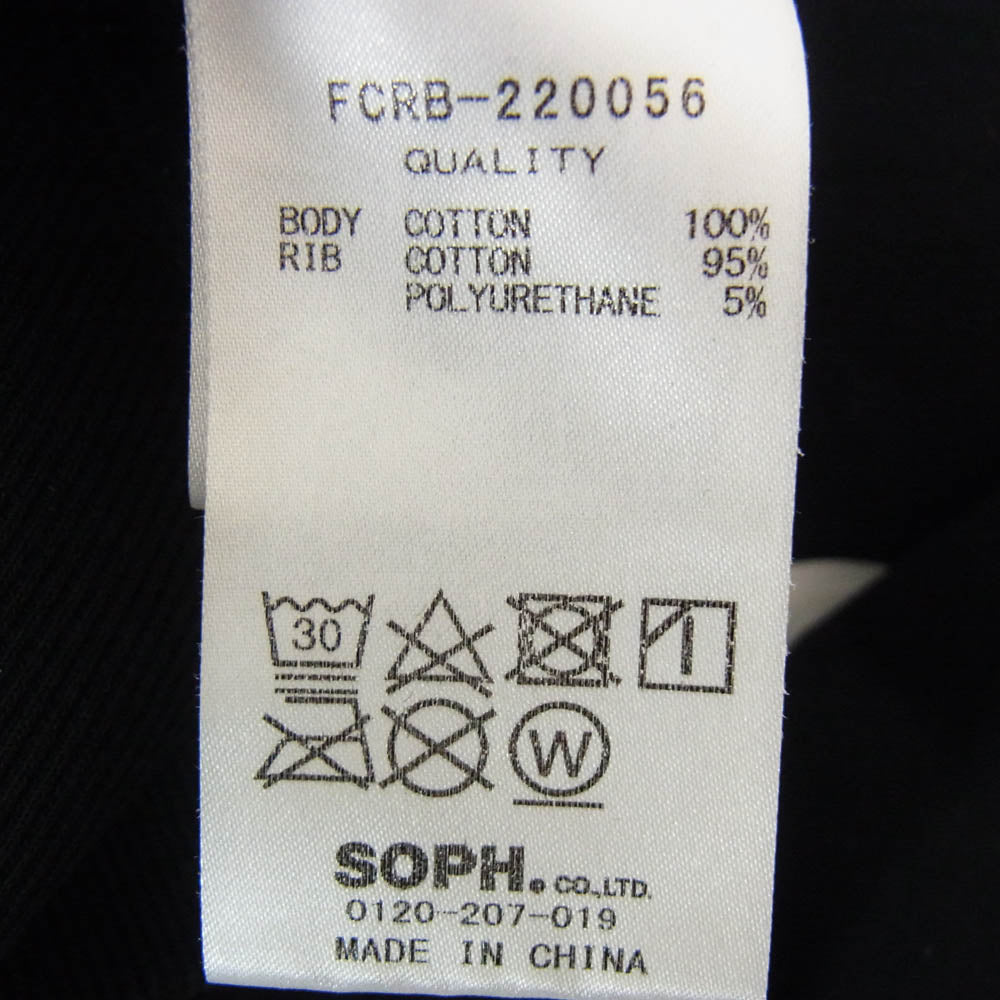 FCRB-220056
QUALITY
BODY COTTON 100%
RIB COTTON 95%
POLYURETHANE 5%
30
W
SOPH. CO.,LTD.
0120-207-019
MADE IN CHINA